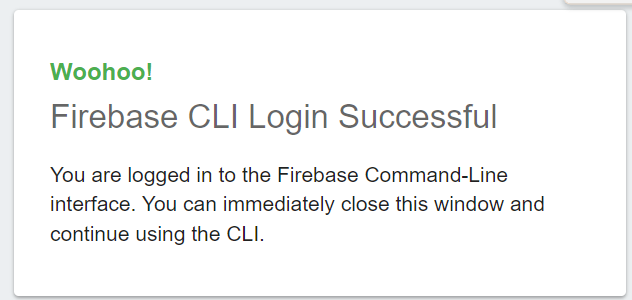 Woohoo!
Firebase CLI Login Successful
You are logged in to the Firebase Command-Line
interface. You can immediately close this window and
continue using the CLI.